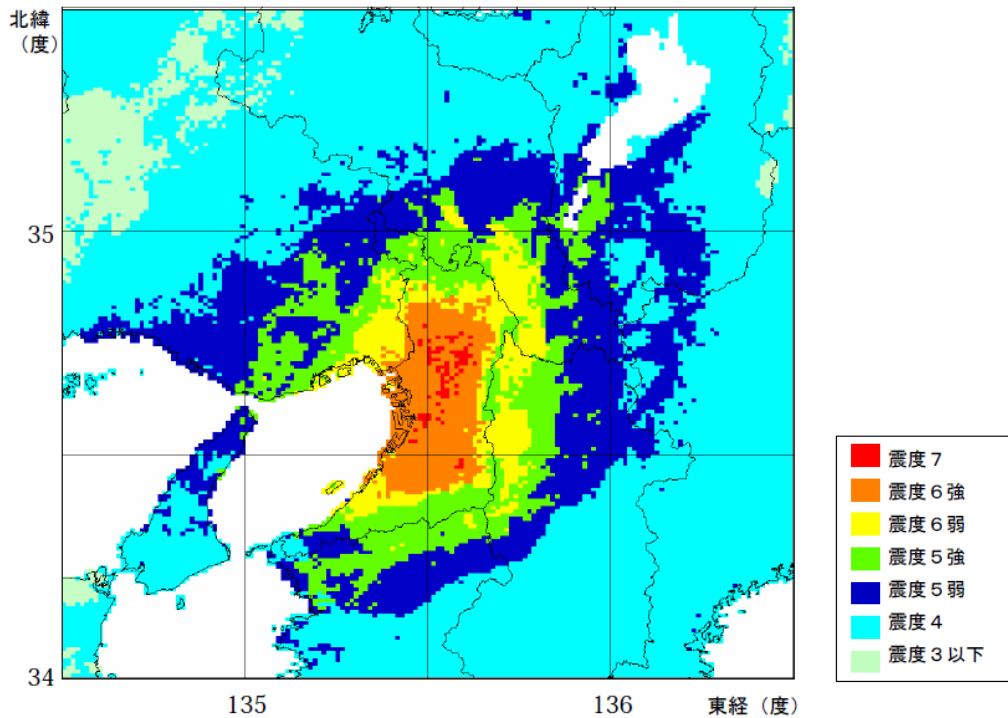 北緯
(度)
35
34
135
136
東経(度)
震度7
震度6強
震度6弱
震度5強
震度5弱
震度4
震度3以下